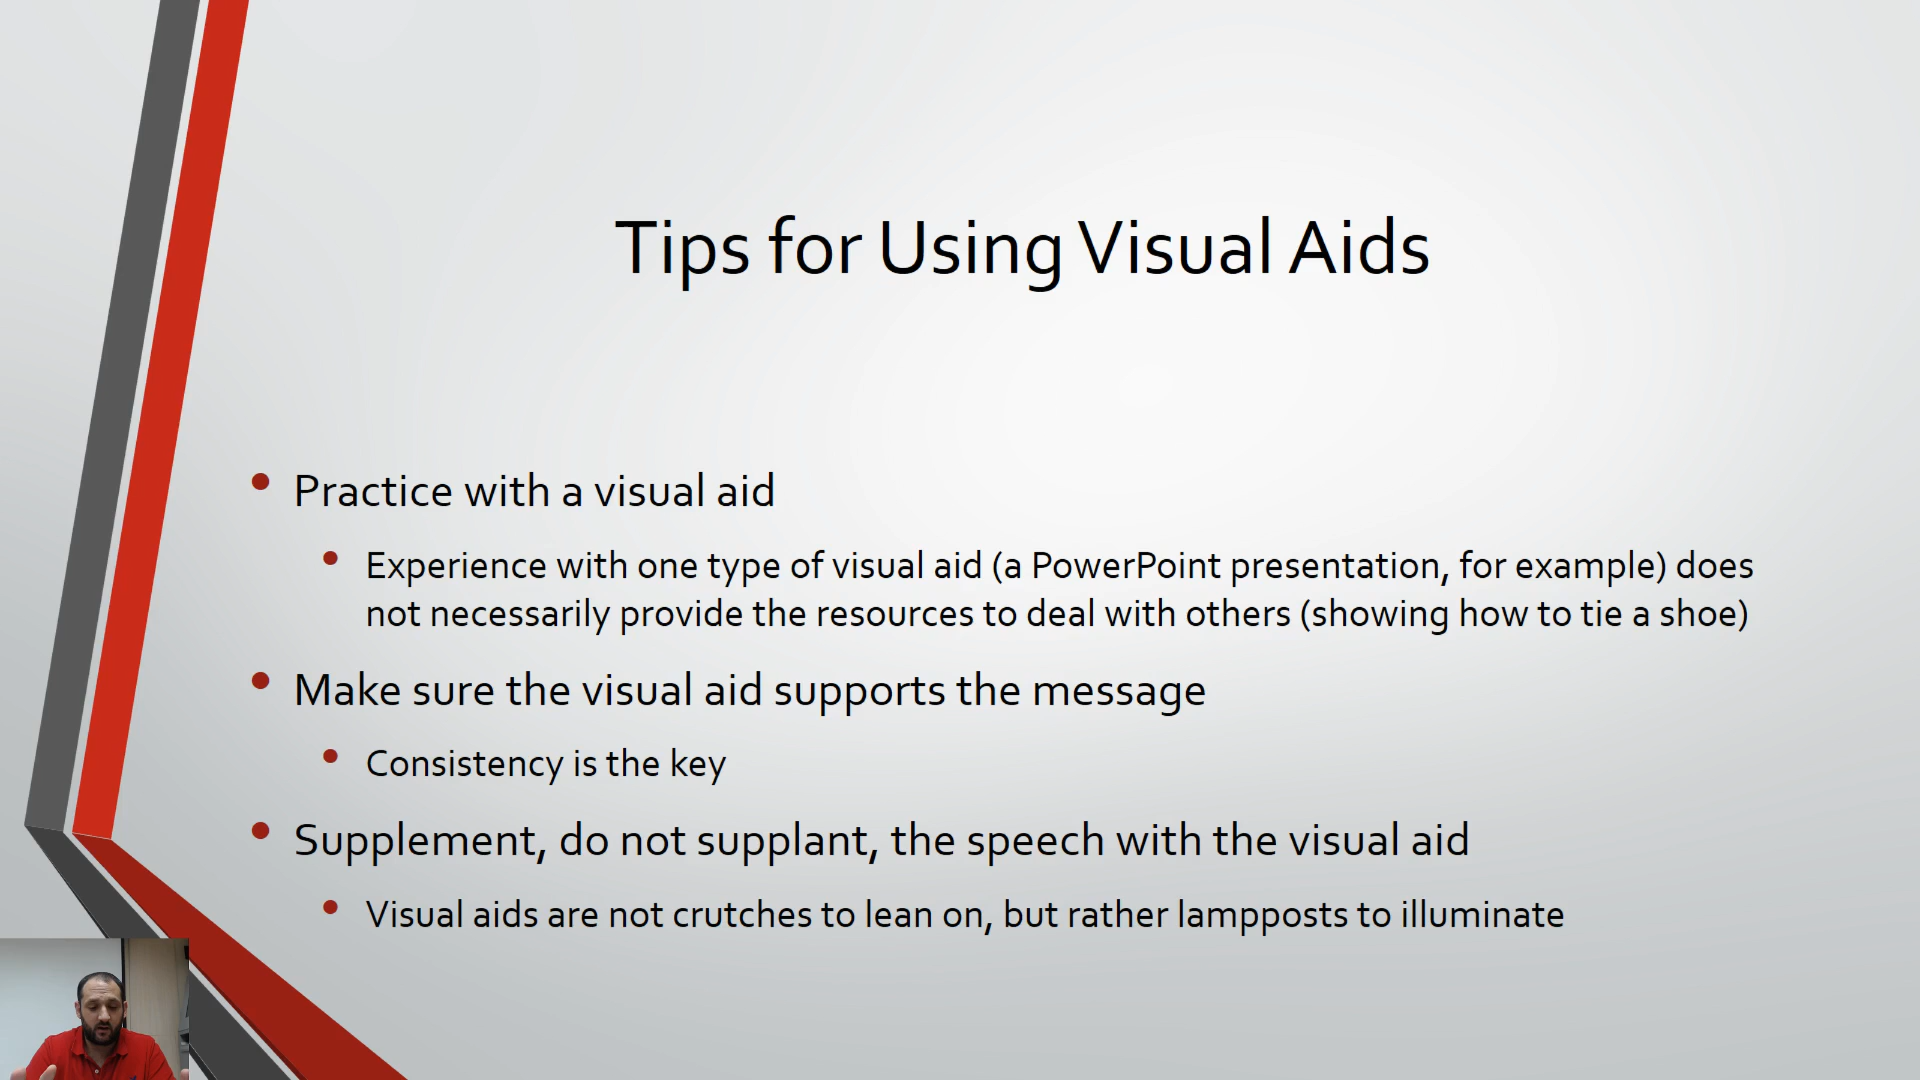 Tips for Using Visual Aids
Practice with a visual aid
Experience with one type of visual aid (a PowerPoint presentation, for example) does
not necessarily provide the resources to deal with others (showing how to tie a shoe)
Make sure the visual aid supports the message
Consistency is the key
Supplement, do not supplant, the speech with the visual aid
Visual aids are not crutches to lean on, but rather lampposts to illuminate